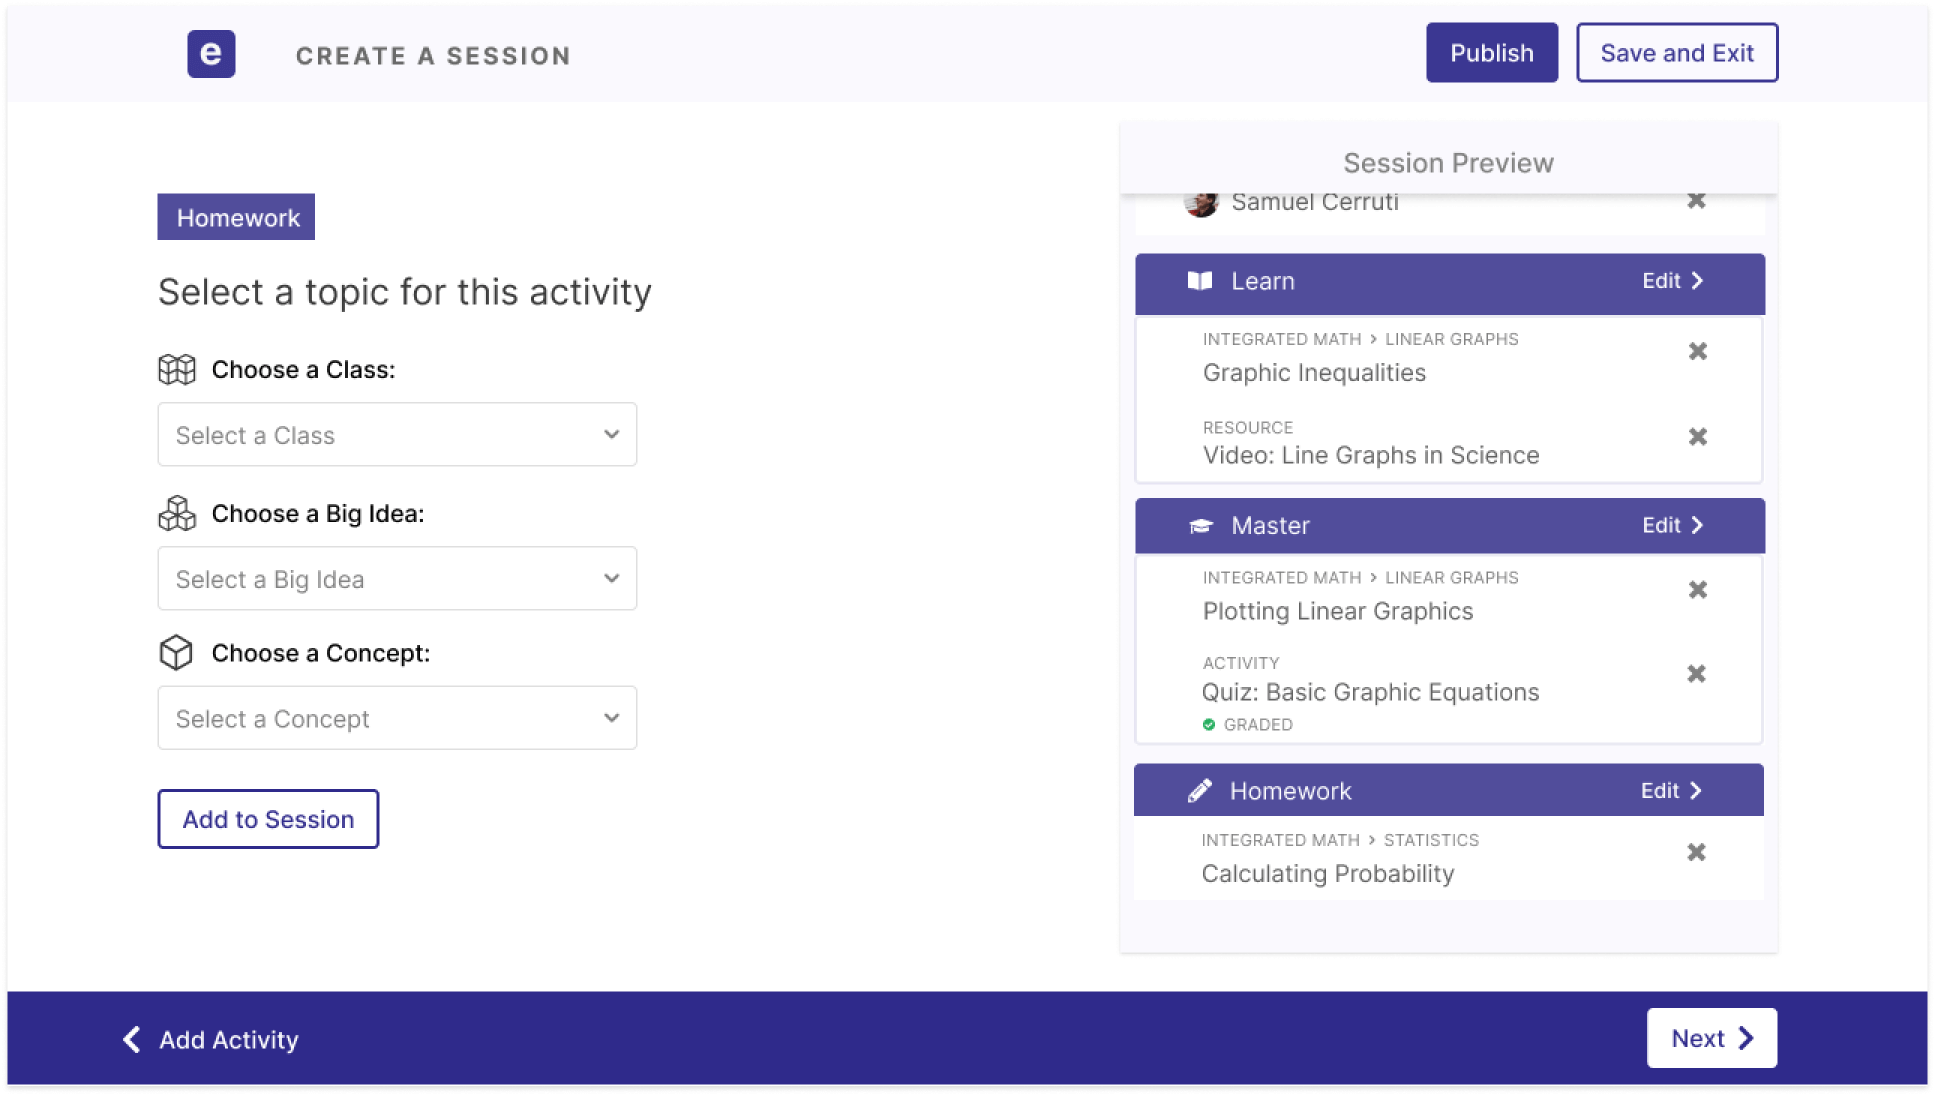 e CREATE A SESSION Publish Save and Exit
Homework
Select a topic for this activity
Choose a Class:
Select a Class
Choose a Big Idea:
Select a Big Idea
Choose a Concept:
Select a Concept
Add to Session
Session Preview
Samuel Cerruti
Learn Edit
INTEGRATED MATH > LINEAR GRAPHS
Graphic Inequalities
RESOURCE
Video: Line Graphs in Science
Master Edit
INTEGRATED MATH > LINEAR GRAPHS
Plotting Linear Graphics
ACTIVITY
Quiz: Basic Graphic Equations
GRADED
Homework Edit
INTEGRATED MATH > STATISTICS
Calculating Probability
Add Activity Next